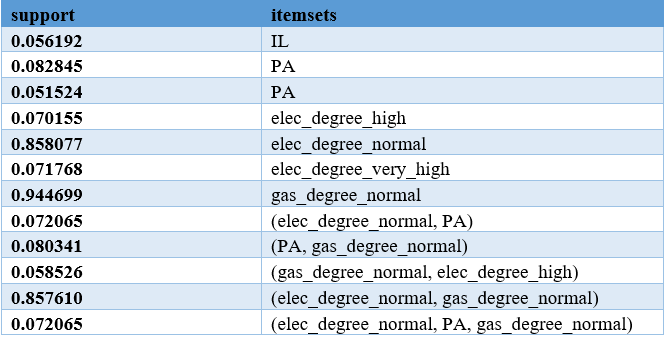 support itemsets
0.056192 IL
0.082845 PA
0.051524 PA
0.070155 elec_degree_high
0.858077 elec_degree_normal
0.071768 elec_degree_very_high
0.944699 gas_degree_normal
0.072065 (elec_degree_normal, PA)
0.080341 (PA, gas_degree_normal)
0.058526 (gas_degree_normal, elec_degree_high)
0.857610 (elec_degree_normal, gas_degree_normal)
0.072065 (elec_degree_normal, PA, gas_degree_normal)